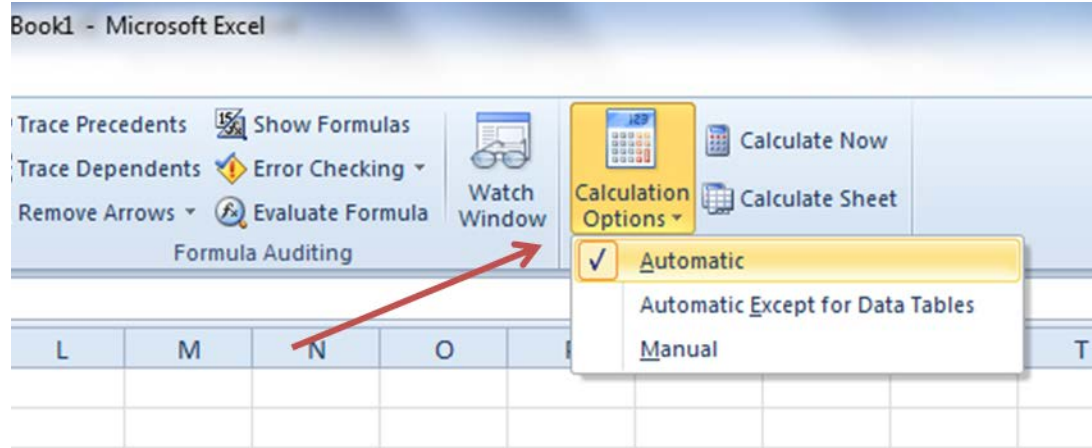 Book1 - Microsoft Excel
Trace Precedents Show Formulas
Trace Dependents Error Checking
Remove Arrows Evaluate Formula
Formula Auditing
Watch
Window
123
Calculation
Options
Calculate Now
Calculate Sheet
Automatic
Automatic Except for Data Tables
Manual
L M N O T